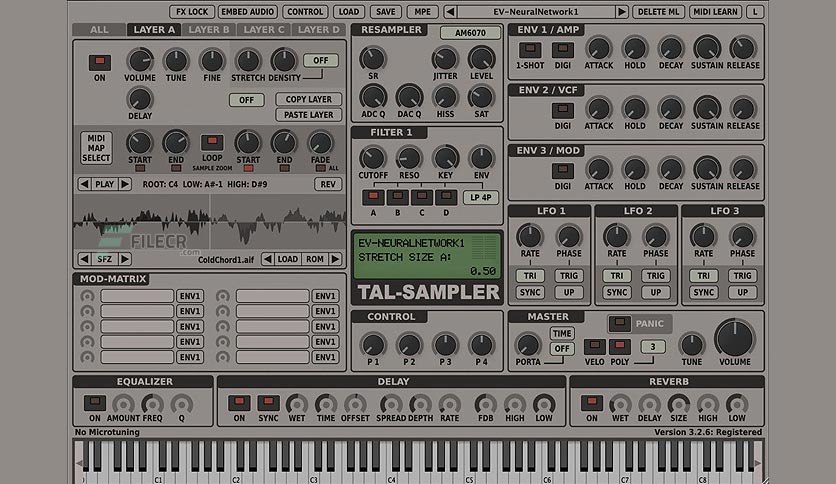 FX LOCK EMBED AUDIO CONTROL LOAD SAVE MPE EV-NeuralNetwork1 DELETE ML MIDI LEARN L
ALL LAYER A LAYER B LAYER C LAYER D
ON VOLUME TUNE FINE STRETCH DENSITY OFF
DELAY OFF COPY LAYER
PASTE LAYER
MIDI MAP SELECT
START END LOOP START END FADE
SAMPLE ZOOM ALL
PLAY ROOT: C4 LOW: A#-1 HIGH: D#9 REV
FILECR
.com
SFZ ColdChord1.aif LOAD ROM
MOD-MATRIX
ENV1 ENV1
ENV1 ENV1
ENV1 ENV1
ENV1 ENV1
ENV1 ENV1
RESAMPLER AM6070
SR JITTER LEVEL
ADC Q DAC Q HISS SAT
FILTER 1
CUTOFF RESO KEY ENV
A B C D LP 4P
EV-NEURALNETWORK1
STRETCH SIZE A:
0.50
TAL-SAMPLER
CONTROL
P 1 P 2 P 3 P 4
ENV 1 / AMP
1-SHOT DIGI ATTACK HOLD DECAY SUSTAIN RELEASE
ENV 2 / VCF
DIGI ATTACK HOLD DECAY SUSTAIN RELEASE
ENV 3 / MOD
DIGI ATTACK HOLD DECAY SUSTAIN RELEASE
LFO 1 LFO 2 LFO 3
RATE PHASE RATE PHASE RATE PHASE
TRI TRIG TRI TRIG TRI TRIG
SYNC UP SYNC UP SYNC UP
MASTER PANIC
TIME
OFF 3
PORTA VELO POLY TUNE VOLUME
EQUALIZER DELAY REVERB
ON AMOUNT FREQ Q ON SYNC WET TIME OFFSET SPREAD DEPTH RATE FDB HIGH LOW ON WET DELAY SIZE HIGH LOW
No Microtuning Version 3.2.6: Registered
C1 C2 C3 C4 C5 C6 C7 C8